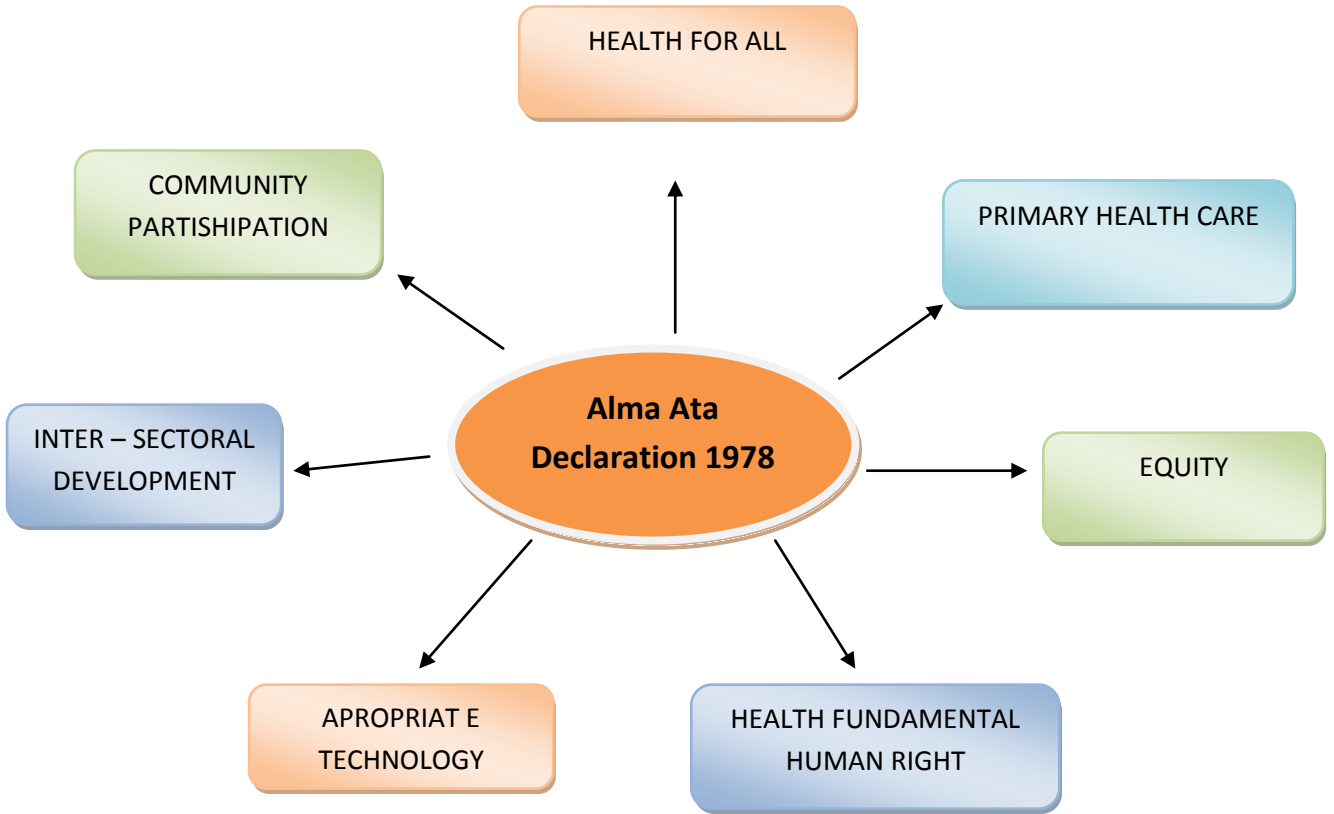 HEALTH FOR ALL
COMMUNITY
PARTISHIPATION
PRIMARY HEALTH CARE
Alma Ata
Declaration 1978
INTER – SECTORAL
DEVELOPMENT
EQUITY
APROPRIAT E
TECHNOLOGY
HEALTH FUNDAMENTAL
HUMAN RIGHT